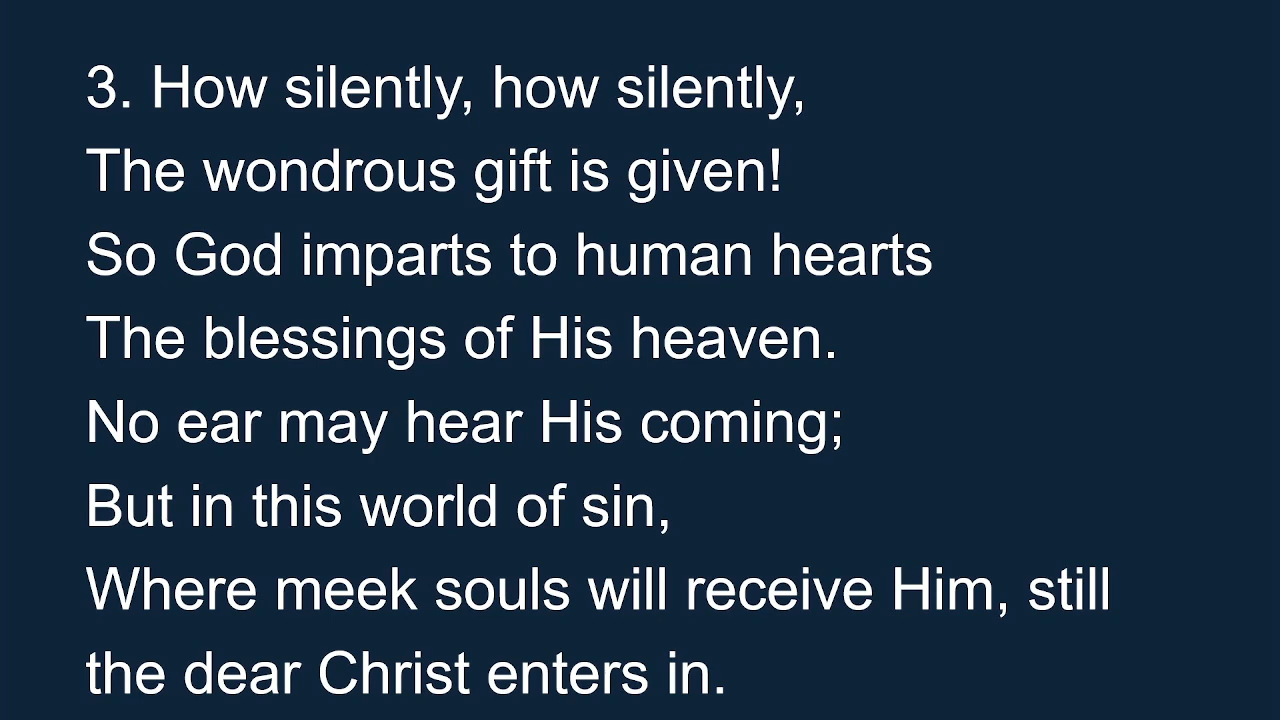 3. How silently, how silently,
The wondrous gift is given!
So God imparts to human hearts
The blessings of His heaven.
No ear may hear His coming;
But in this world of sin,
Where meek souls will receive Him, still
the dear Christ enters in.